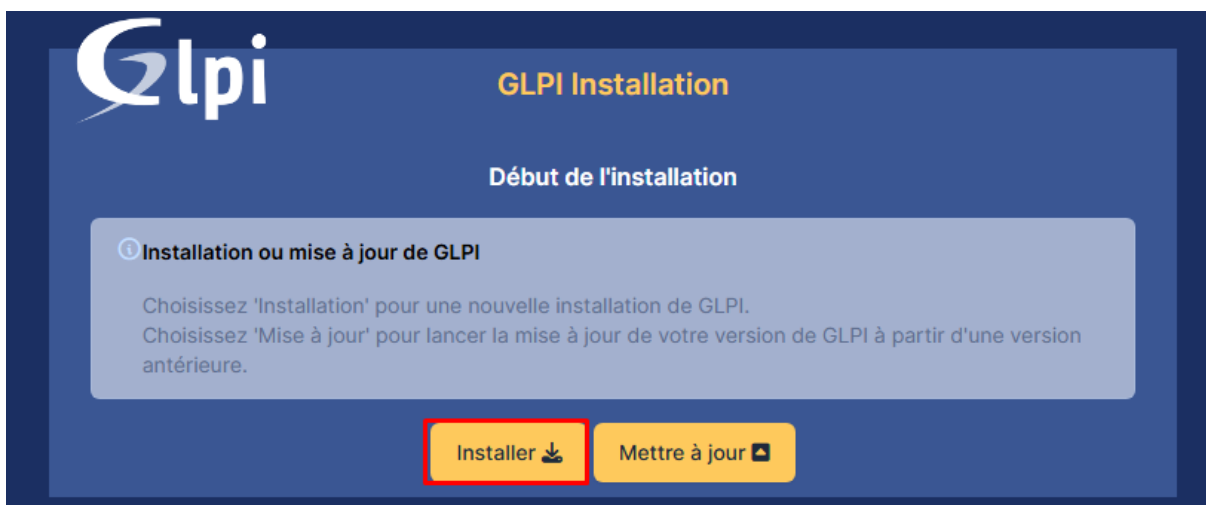 Glpi
GLPI Installation
Début de l'installation
Installation ou mise à jour de GLPI
Choisissez 'Installation' pour une nouvelle installation de GLPI.
Choisissez 'Mise à jour' pour lancer la mise à jour de votre version de GLPI à partir d'une version
antérieure.
Installer
Mettre à jour